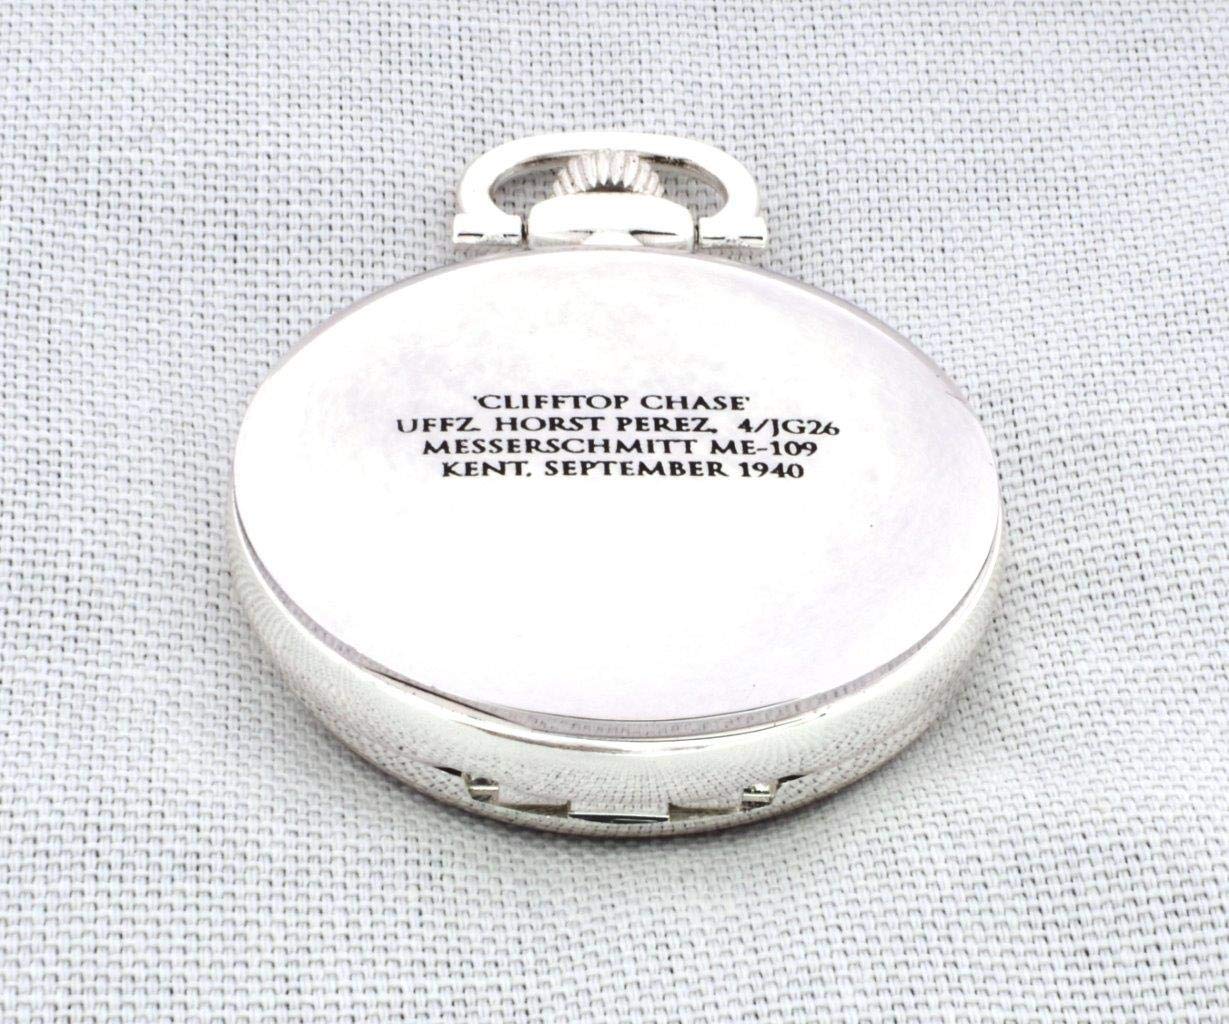 'CLIFFTOP CHASE'
UFFZ. HORST PEREZ, 4/JG26
MESSERSCHMITT ME-109
KENT, SEPTEMBER 1940